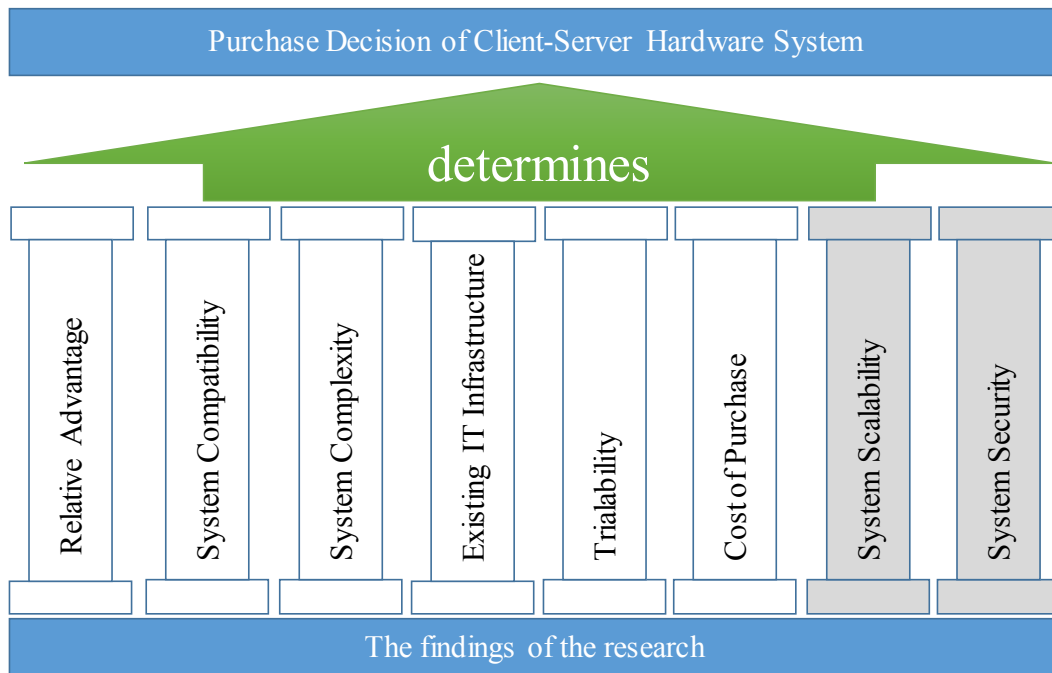 Purchase Decision of Client-Server Hardware System
determines
Relative Advantage
System Compatibility
System Complexity
Existing IT Infrastructure
Trialability
Cost of Purchase
System Scalability
System Security
The findings of the research